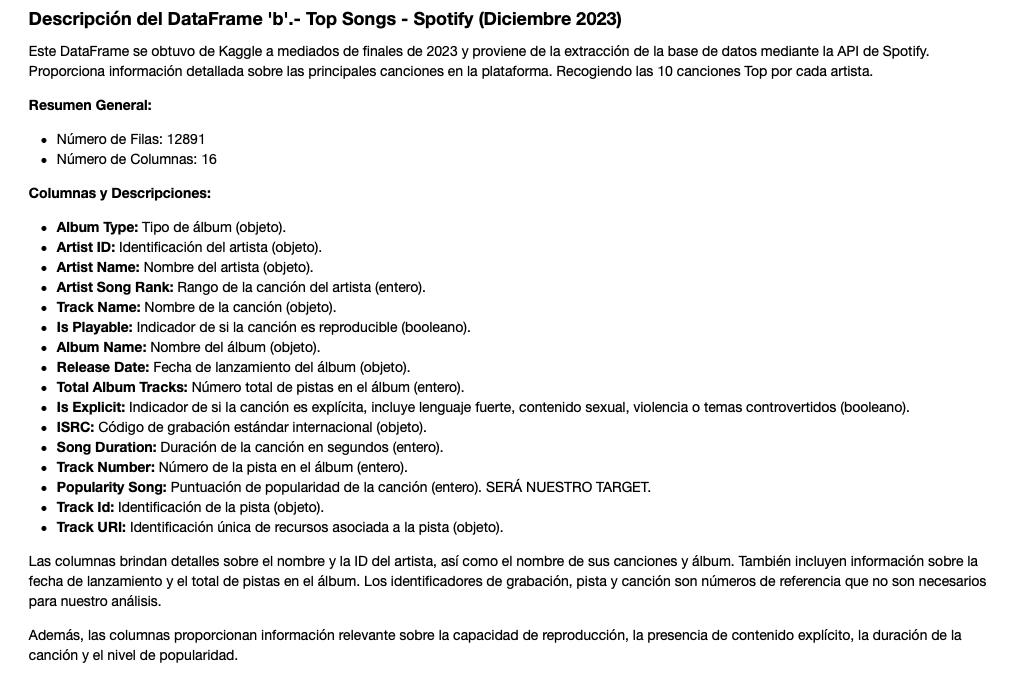 Descripción del DataFrame 'b'.- Top Songs - Spotify (Diciembre 2023)
Este DataFrame se obtuvo de Kaggle a mediados de finales de 2023 y proviene de la extracción de la base de datos mediante la API de Spotify.
Proporciona información detallada sobre las principales canciones en la plataforma. Recogiendo las 10 canciones Top por cada artista.
Resumen General:
• Número de Filas: 12891
• Número de Columnas: 16
Columnas y Descripciones:
• Album Type: Tipo de álbum (objeto).
• Artist ID: Identificación del artista (objeto).
• Artist Name: Nombre del artista (objeto).
• Artist Song Rank: Rango de la canción del artista (entero).
• Track Name: Nombre de la canción (objeto).
• Is Playable: Indicador de si la canción es reproducible (booleano).
• Album Name: Nombre del álbum (objeto).
• Release Date: Fecha de lanzamiento del álbum (objeto).
• Total Album Tracks: Número total de pistas en el álbum (entero).
• Is Explicit: Indicador de si la canción es explícita, incluye lenguaje fuerte, contenido sexual, violencia o temas controvertidos (booleano).
• ISRC: Código de grabación estándar internacional (objeto).
• Song Duration: Duración de la canción en segundos (entero).
• Track Number: Número de la pista en el álbum (entero).
• Popularity Song: Puntuación de popularidad de la canción (entero). SERÁ NUESTRO TARGET.
• Track Id: Identificación de la pista (objeto).
• Track URI: Identificación única de recursos asociada a la pista (objeto).
Las columnas brindan detalles sobre el nombre y la ID del artista, así como el nombre de sus canciones y álbum. También incluyen información sobre la
fecha de lanzamiento y el total de pistas en el álbum. Los identificadores de grabación, pista y canción son números de referencia que no son necesarios
para nuestro análisis.
Además, las columnas proporcionan información relevante sobre la capacidad de reproducción, la presencia de contenido explícito, la duración de la
canción y el nivel de popularidad.